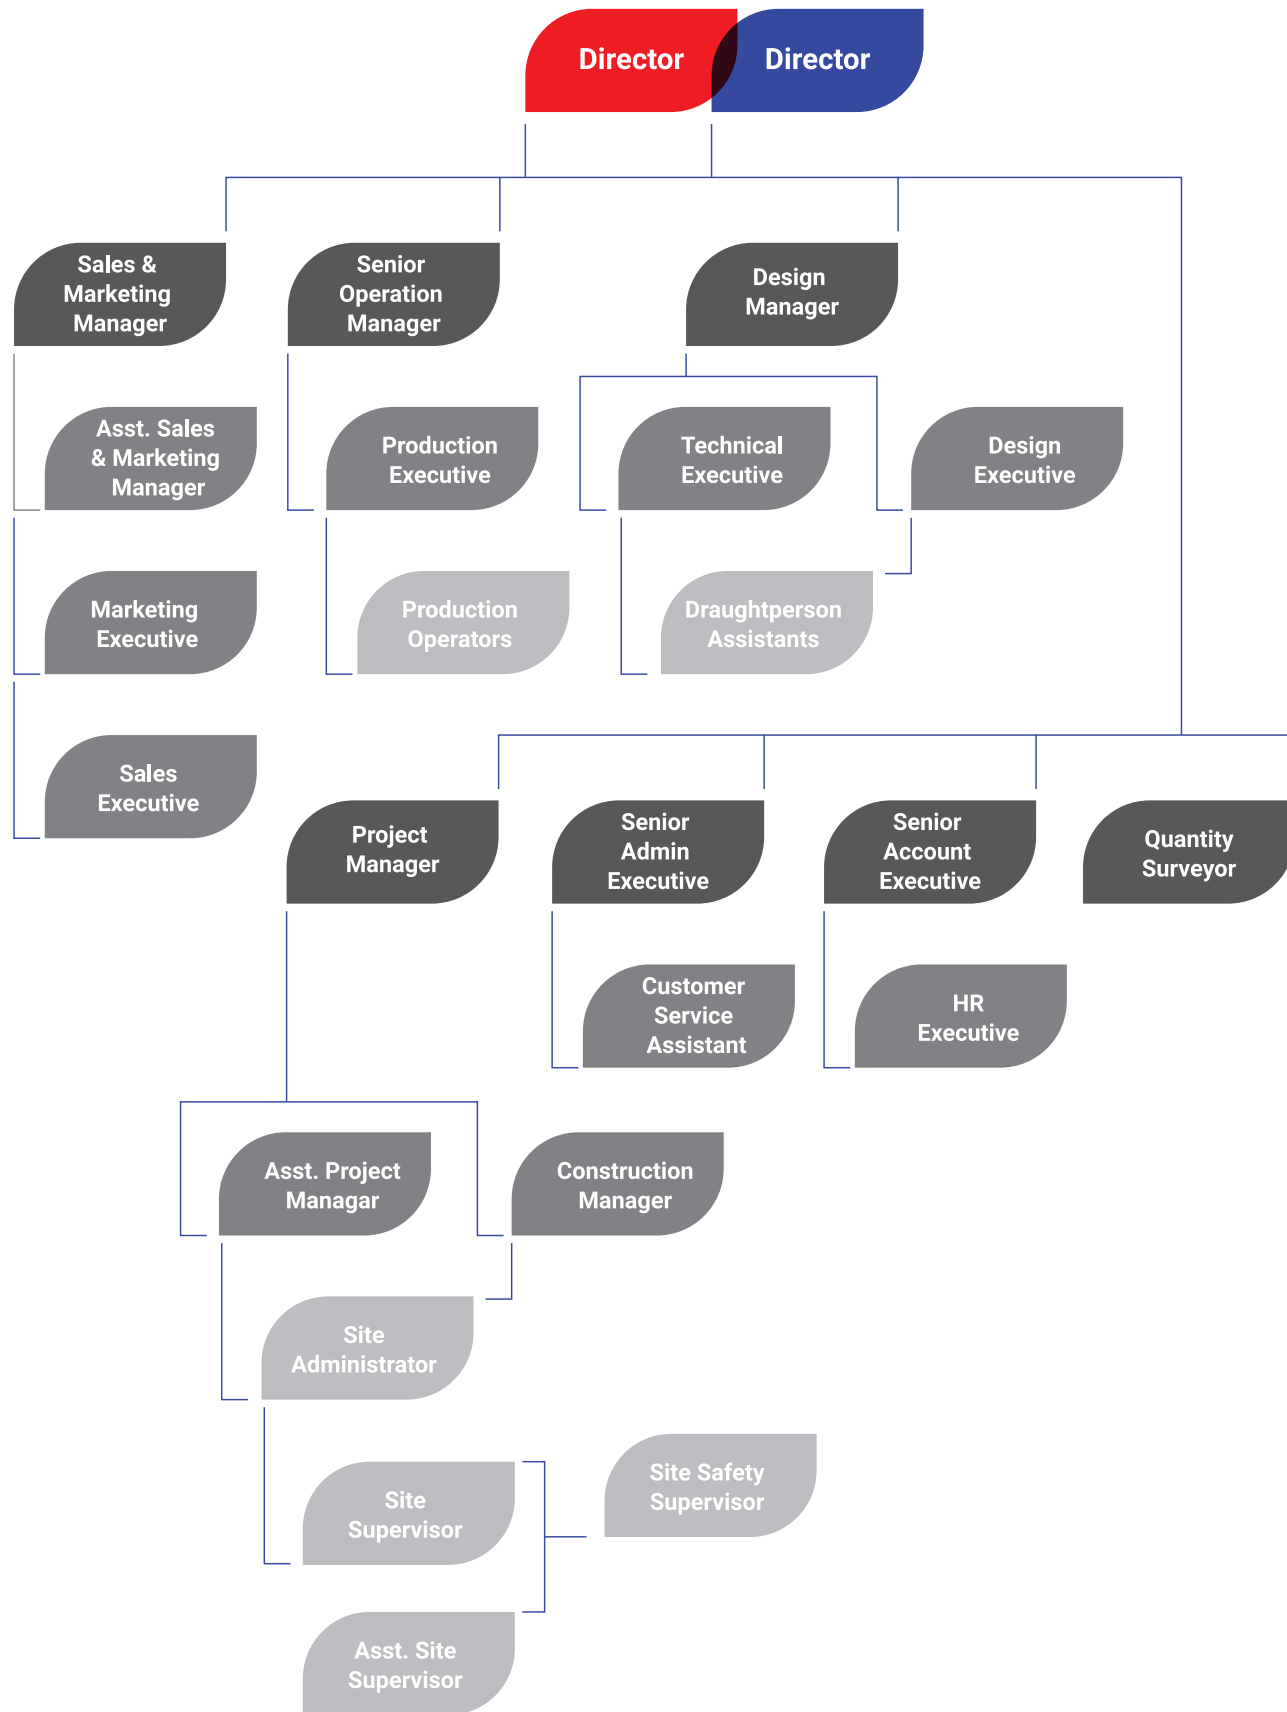 Director
Director
Sales &
Marketing
Manager
Senior
Operation
Manager
Design
Manager
Asst. Sales
& Marketing
Manager
Production
Executive
Technical
Executive
Design
Executive
Marketing
Executive
Production
Operators
Draughtperson
Assistants
Sales
Executive
Project
Manager
Senior
Admin
Executive
Senior
Account
Executive
Quantity
Surveyor
Customer
Service
Assistant
HR
Executive
Asst. Project
Managar
Construction
Manager
Site
Administrator
Site
Supervisor
Site Safety
Supervisor
Asst. Site
Supervisor